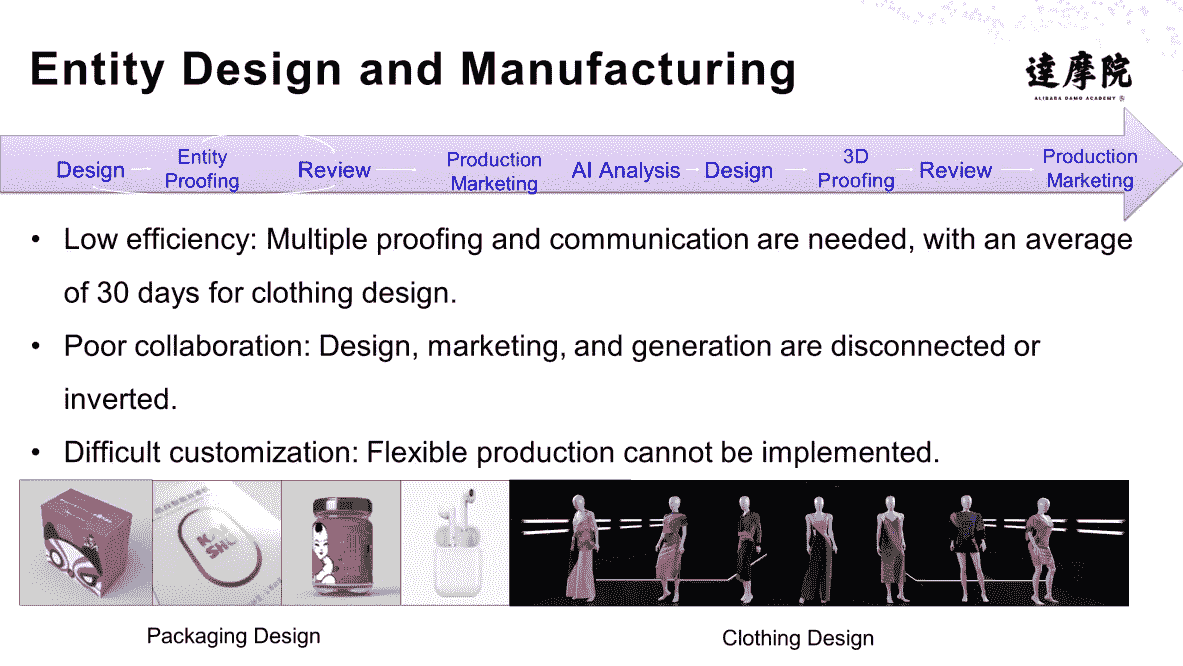 Entity Design and Manufacturing
達摩院
ALIBABA DAMO ACADEMY
Design
Entity
Proofing
Review
Production
Marketing
AI Analysis
Design
3D
Proofing
Review
Production
Marketing
• Low efficiency: Multiple proofing and communication are needed, with an average
of 30 days for clothing design.
• Poor collaboration: Design, marketing, and generation are disconnected or
inverted.
• Difficult customization: Flexible production cannot be implemented.
Packaging Design
Clothing Design